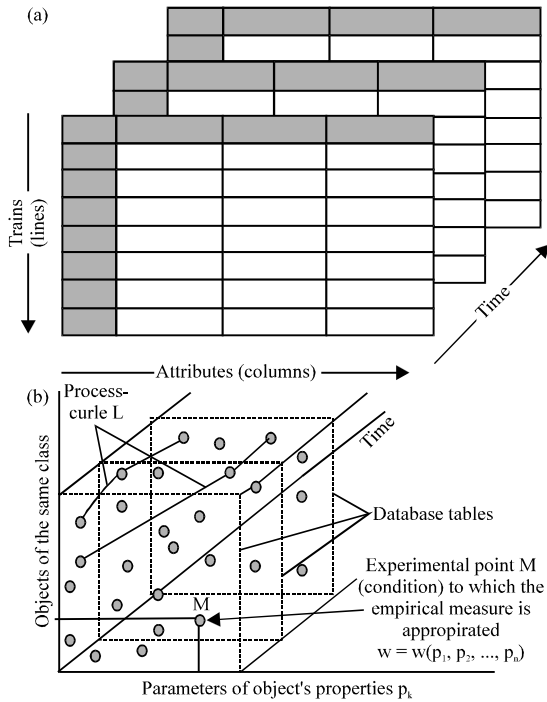 (a)
Trains
(lines)
Time
Attributes (columns)
(b)
Process-
curle L
Time
Objects of the same class
Database tables
Experimental point M
(condition) to which the
empirical measure is
appropirated
w = w(p₁, p₂, ..., pₙ)
M
Parameters of object's properties pₖ